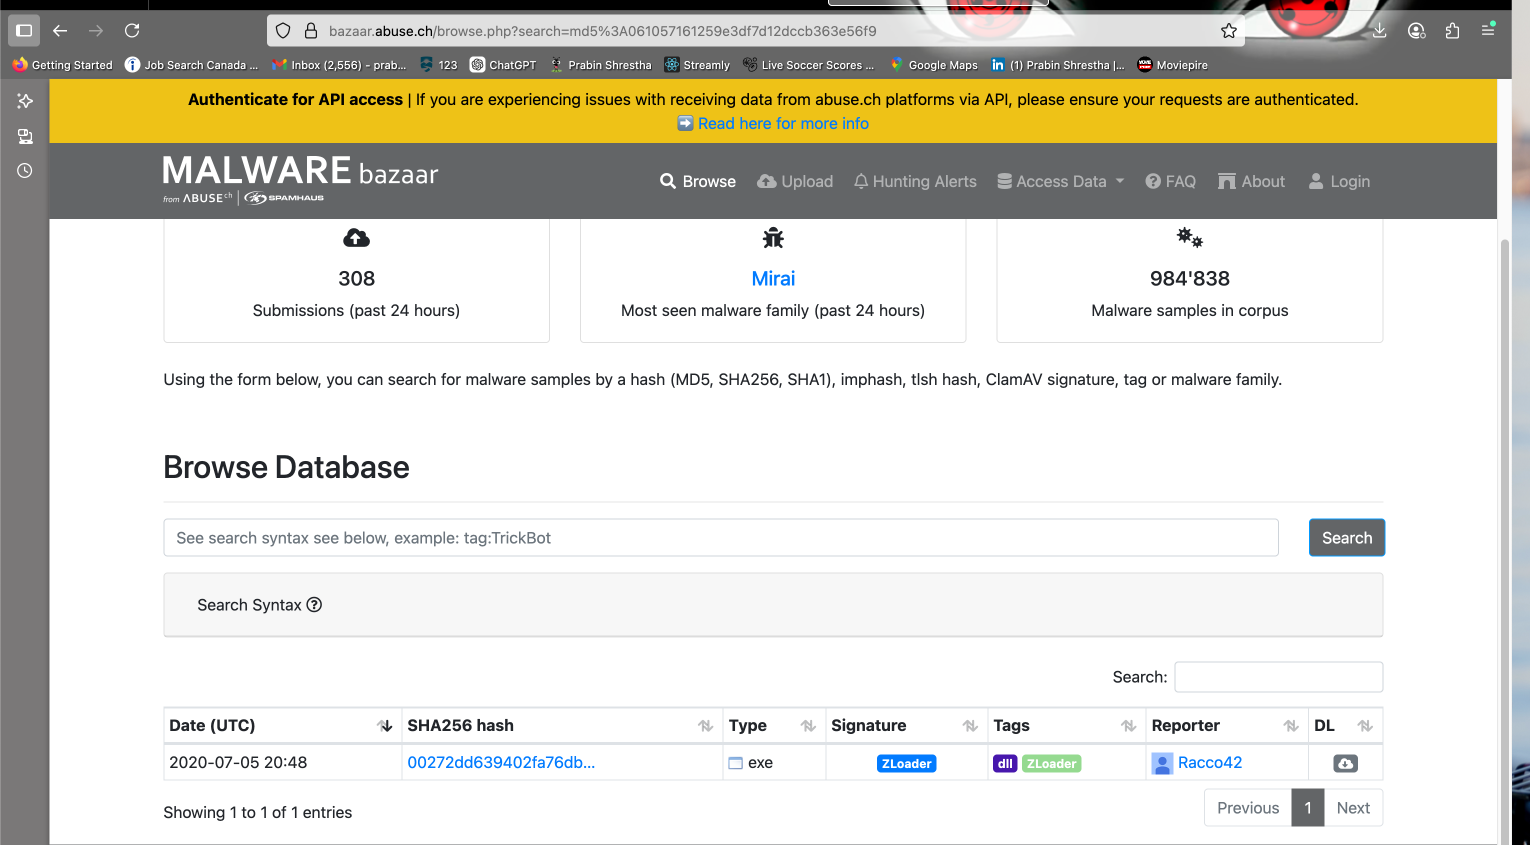 bazaar.abuse.ch/browse.php?search=md5%3A061057161259e3df7d12dccb363e56f9
Getting Started Job Search Canada ... Inbox (2,556) - prab... 123 ChatGPT Prabin Shrestha Streamly Live Soccer Scores ... Google Maps (1) Prabin Shrestha |... Moviepire
Authenticate for API access | If you are experiencing issues with receiving data from abuse.ch platforms via API, please ensure your requests are authenticated.
Read here for more info
MALWARE bazaar
from ABUSE ch | SPAMHAUS
Browse Upload Hunting Alerts Access Data FAQ About Login
308
Submissions (past 24 hours)
Mirai
Most seen malware family (past 24 hours)
984'838
Malware samples in corpus
Using the form below, you can search for malware samples by a hash (MD5, SHA256, SHA1), imphash, tlsh hash, ClamAV signature, tag or malware family.
Browse Database
See search syntax see below, example: tag:TrickBot
Search
Search Syntax
Search:
Date (UTC) SHA256 hash Type Signature Tags Reporter DL
2020-07-05 20:48 00272dd639402fa76db... exe ZLoader dll ZLoader Racco42
Showing 1 to 1 of 1 entries
Previous 1 Next